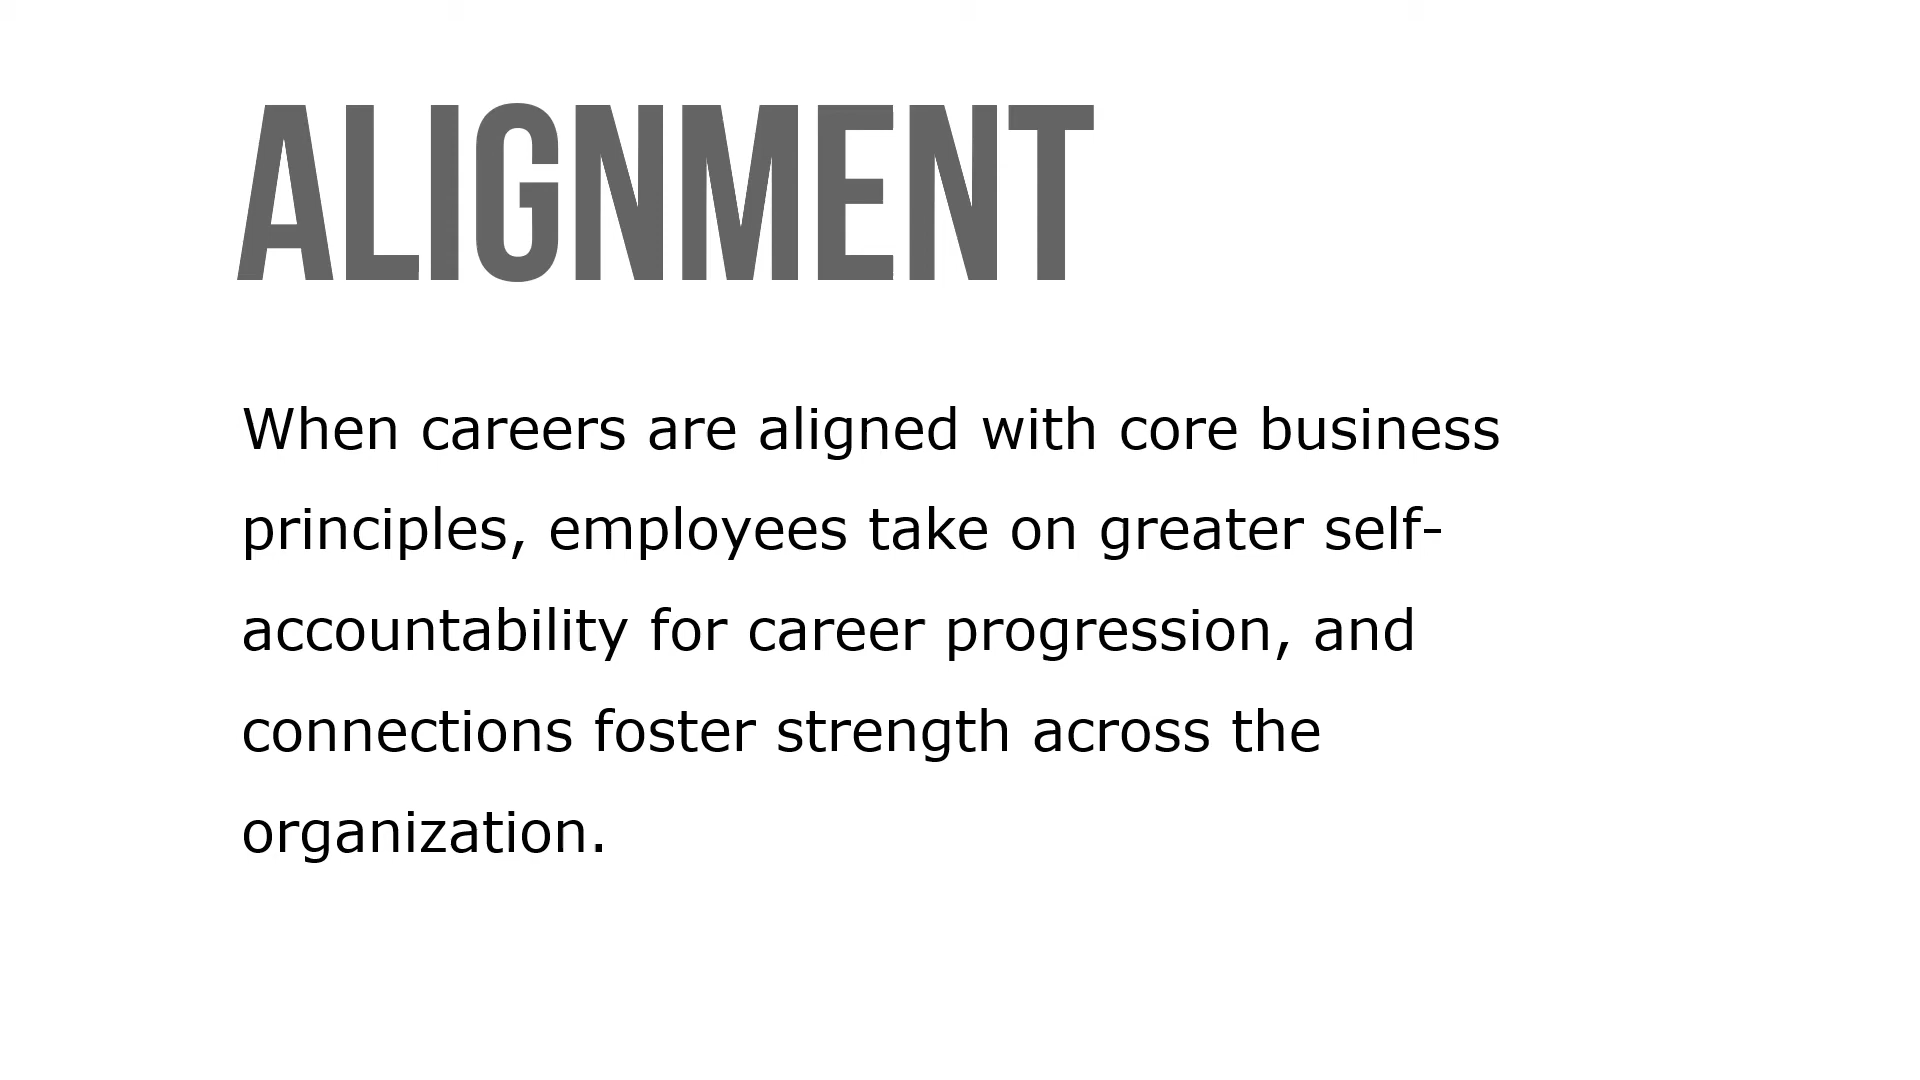 ALIGNMENT
When careers are aligned with core business
principles, employees take on greater self-
accountability for career progression, and
connections foster strength across the
organization.